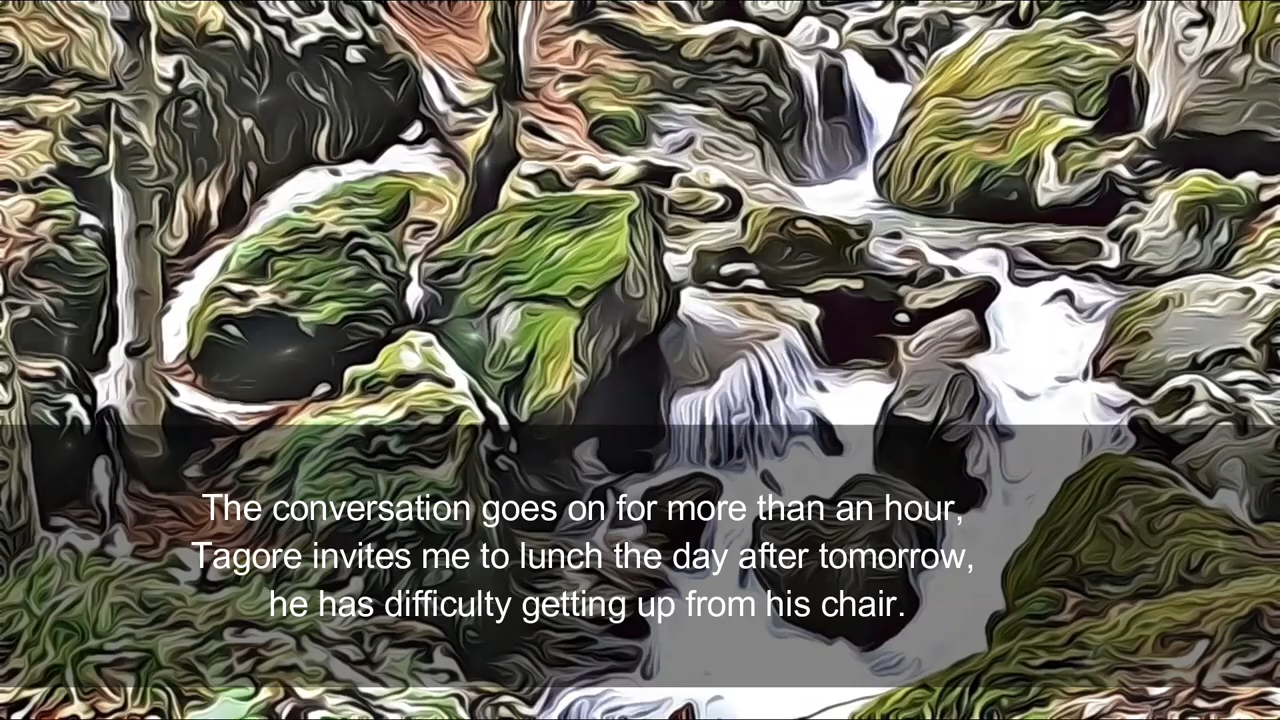 The conversation goes on for more than an hour,
Tagore invites me to lunch the day after tomorrow,
he has difficulty getting up from his chair.